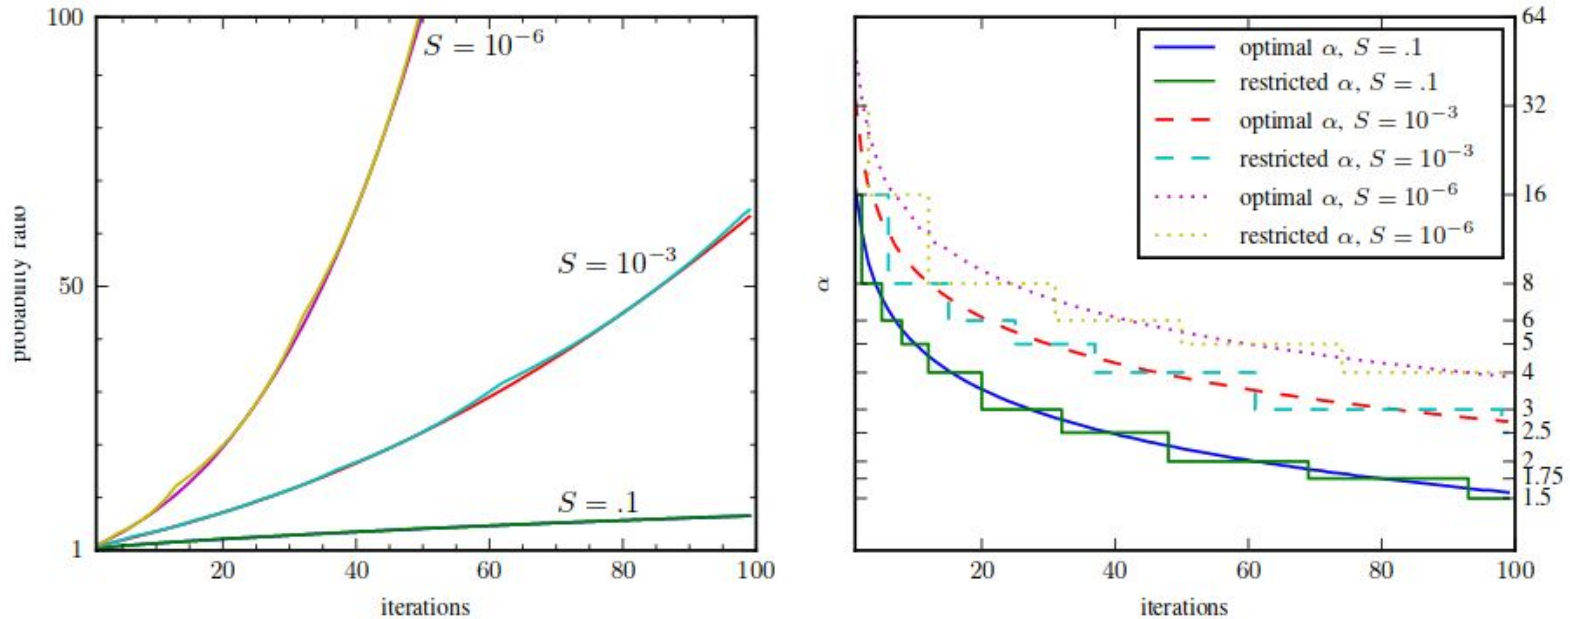 100
50
1
probability ratio
S = 10⁻⁶
S = 10⁻³
S = .1
20
40
60
80
100
iterations
α
optimal α, S = .1
restricted α, S = .1
optimal α, S = 10⁻³
restricted α, S = 10⁻³
optimal α, S = 10⁻⁶
restricted α, S = 10⁻⁶
64
32
16
8
6
5
4
3
2.5
2
1.75
1.5
20
40
60
80
100
iterations